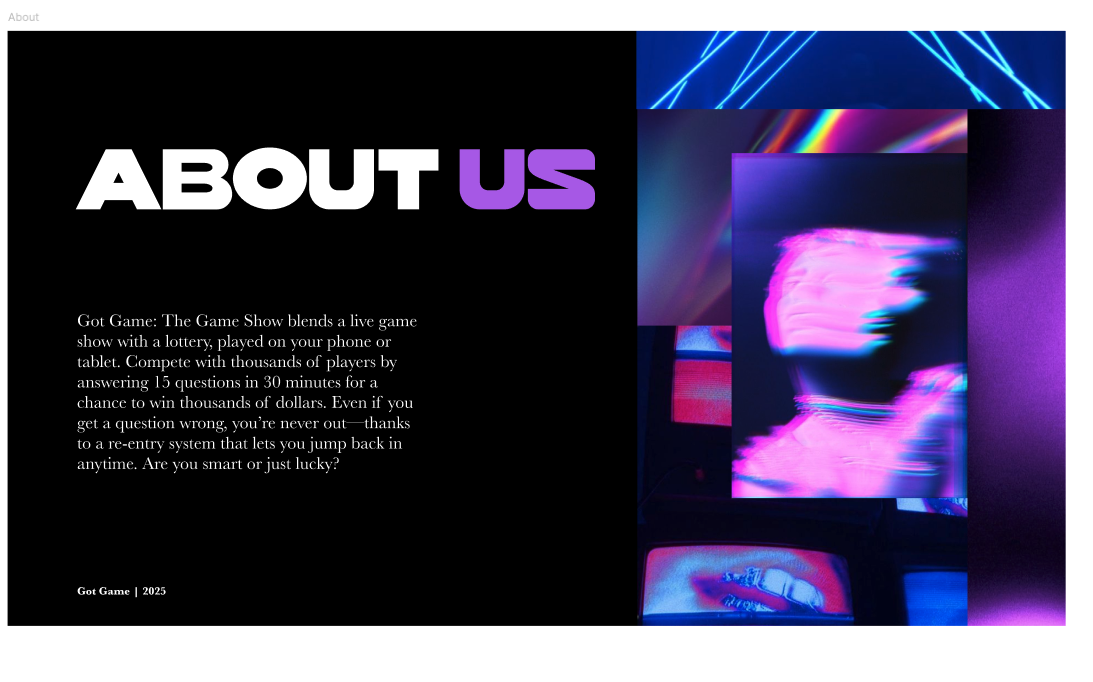 About
ABOUT US
Got Game: The Game Show blends a live game
show with a lottery, played on your phone or
tablet. Compete with thousands of players by
answering 15 questions in 30 minutes for a
chance to win thousands of dollars. Even if you
get a question wrong, you’re never out—thanks
to a re-entry system that lets you jump back in
anytime. Are you smart or just lucky?
Got Game | 2025